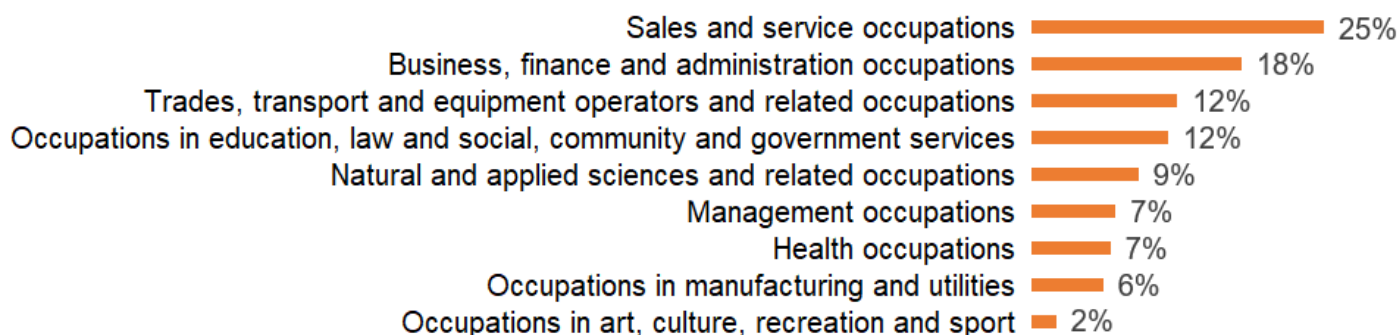 Sales and service occupations 25%
Business, finance and administration occupations 18%
Trades, transport and equipment operators and related occupations 12%
Occupations in education, law and social, community and government services 12%
Natural and applied sciences and related occupations 9%
Management occupations 7%
Health occupations 7%
Occupations in manufacturing and utilities 6%
Occupations in art, culture, recreation and sport 2%